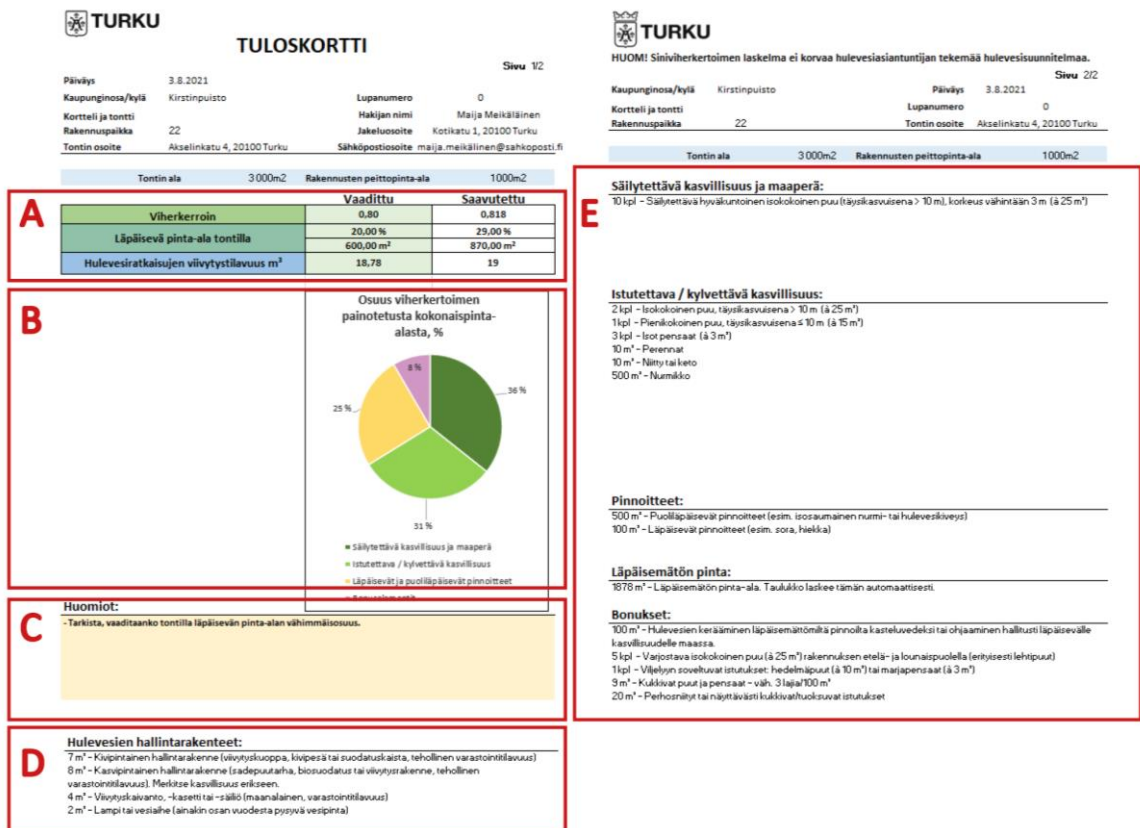 TURKU
TULOSKORTTI
Sivu 1/2
Päiväys 3.8.2021
Kaupunginosa/kylä Kirstinpuisto Lupanumero 0
Kortteli ja tontti Hakijan nimi Maija Meikäläinen
Rakennuspaikka 22 Jakeluosoite Kotikatu 1, 20100 Turku
Tontin osoite Akselinkatu 4, 20100 Turku Sähköpostiosoite maija.meikälinen@sahkoposti.fi
Tontin ala 3 000m2 Rakennusten peittopinta-ala 1000m2
A
Vaadittu Saavutettu
Viherkerroin 0,80 0,818
Läpäisevä pinta-ala tontilla 20,00 % 29,00 %
600,00 m² 870,00 m²
Hulevesiratkaisujen viivytystilavuus m³ 18,78 19
B
Osuus viherkertoimen
painotetusta kokonaispinta-
alasta, %
8 %
36 %
25 %
31 %
Säilytettävä kasvillisuus ja maaperä
Istutettava / kylvettävä kasvillisuus
Läpäisevät ja puoliläpäisevät pinnoitteet
C
Huomiot:
- Tarkista, vaaditaanko tontilla läpäisevän pinta-alan vähimmäisosuus.
D
Hulevesien hallintarakenteet:
7 m³ - Kivipintainen hallintarakenne (viivytyskuoppa, kivipesä tai suodatuskaista, tehollinen varastointitilavuus)
8 m³ - Kasvipintainen hallintarakenne (sadepuutarha, biosuodatus tai viivytysrakenne, tehollinen
varastointitilavuus). Merkitse kasvillisuus erikseen.
4 m³ - Viivytyskaivanto, -kasetti tai -säiliö (maanalainen, varastointitilavuus)
2 m² - Lampi tai vesiaihe (ainakin osan vuodesta pysyvä vesipinta)
TURKU
HUOM! Siniviherkertoimen laskelma ei korvaa hulevesiasiantuntijan tekemää hulevesisuunnitelmaa.
Sivu 2/2
Kaupunginosa/kylä Kirstinpuisto Päiväys 3.8.2021
Kortteli ja tontti Lupanumero 0
Rakennuspaikka 22 Tontin osoite Akselinkatu 4, 20100 Turku
Tontin ala 3 000m2 Rakennusten peittopinta-ala 1000m2
E
Säilytettävä kasvillisuus ja maaperä:
10 kpl - Säilytettävä hyväkuntoinen isokokoinen puu (täysikasvuisena > 10 m), korkeus vähintään 3 m (à 25 m²)
Istutettava / kylvettävä kasvillisuus:
2 kpl - Isokokoinen puu, täysikasvuisena > 10 m (à 25 m²)
1 kpl - Pienikokoinen puu, täysikasvuisena ≤ 10 m (à 15 m²)
3 kpl - Isot pensaat (à 3 m²)
10 m² - Perennat
10 m² - Niitty tai keto
500 m² - Nurmikko
Pinnoitteet:
500 m² - Puoliläpäisevät pinnoitteet (esim. isosaumainen nurmi- tai hulevesikiveys)
100 m² - Läpäisevät pinnoitteet (esim. sora, hiekka)
Läpäisemätön pinta:
1878 m² - Läpäisemätön pinta-ala. Taulukko laskee tämän automaattisesti.
Bonukset:
100 m² - Hulevesien kerääminen läpäisemättömiltä pinnoilta kasteluvedeksi tai ohjaaminen hallitusti läpäisevälle
kasvillisuudelle maassa.
5 kpl - Varjostava isokokoinen puu (à 25 m²) rakennuksen etelä- ja lounaispuolella (erityisesti lehtipuut)
1 kpl - Viljelyyn soveltuvat istutukset: hedelmäpuut (à 10 m²) tai marjapensaat (à 3 m²)
9 m² - Kukkivat puut ja pensaat - väh. 3 lajia/100 m²
20 m² - Perhosniityt tai näyttävästi kukkivat/tuoksuvat istutukset